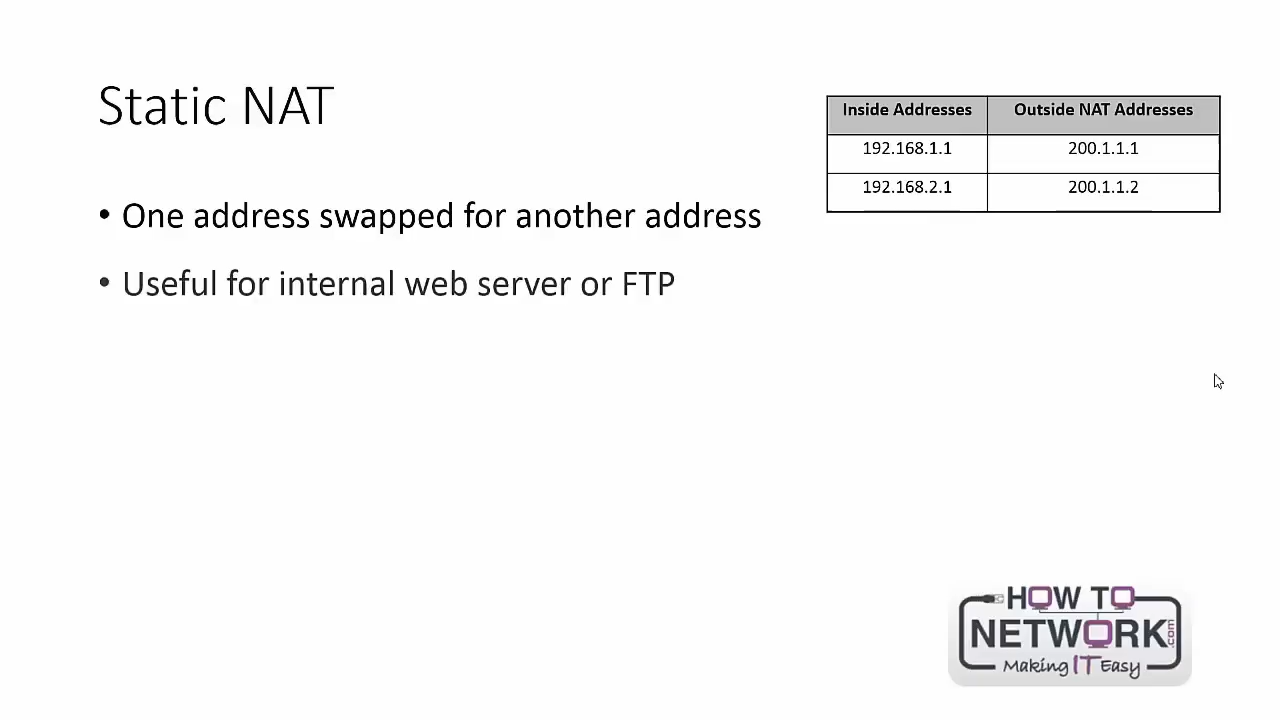 Static NAT
Inside Addresses Outside NAT Addresses
192.168.1.1 200.1.1.1
192.168.2.1 200.1.1.2
• One address swapped for another address
• Useful for internal web server or FTP
HOW TO
NETWORK.com
Making IT Easy